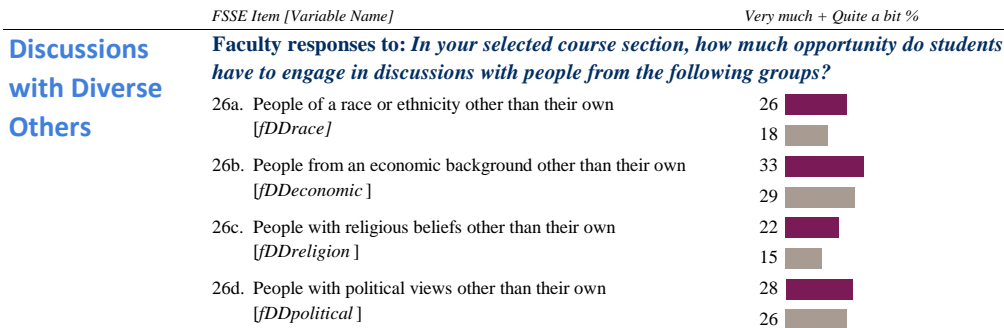 FSSE Item [Variable Name] Very much + Quite a bit %
Discussions
with Diverse
Others
Faculty responses to: In your selected course section, how much opportunity do students
have to engage in discussions with people from the following groups?
26a. People of a race or ethnicity other than their own 26
[fDDrace] 18
26b. People from an economic background other than their own 33
[fDDeconomic ] 29
26c. People with religious beliefs other than their own 22
[fDDreligion ] 15
26d. People with political views other than their own 28
[fDDpolitical ] 26